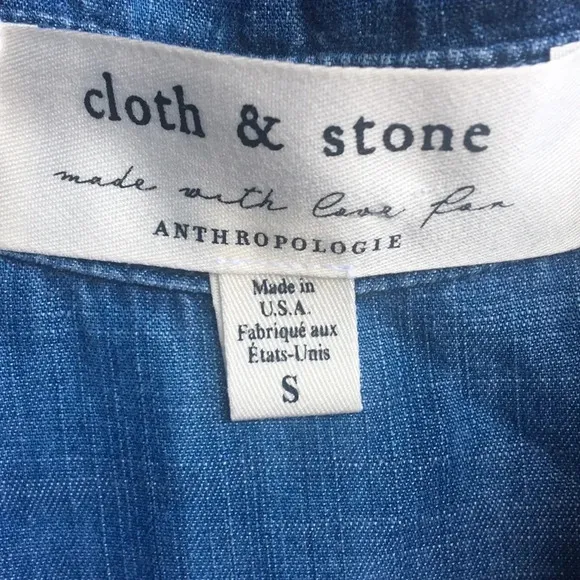 cloth & stone
made with love for
ANTHROPOLOGIE
Made in
U.S.A.
Fabriqué aux
États-Unis
S